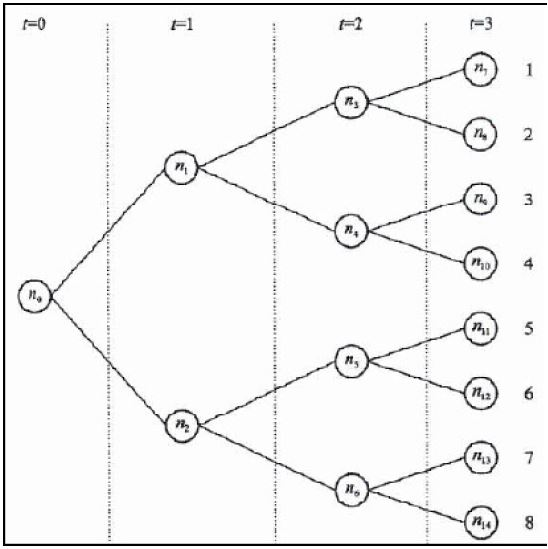 t=0 t=1 t=2 t=3
n₇ 1
n₃
n₈ 2
n₁
n₉ 3
n₄
n₁₀ 4
n₀
n₁₁ 5
n₅
n₁₂ 6
n₂
n₁₃ 7
n₆
n₁₄ 8